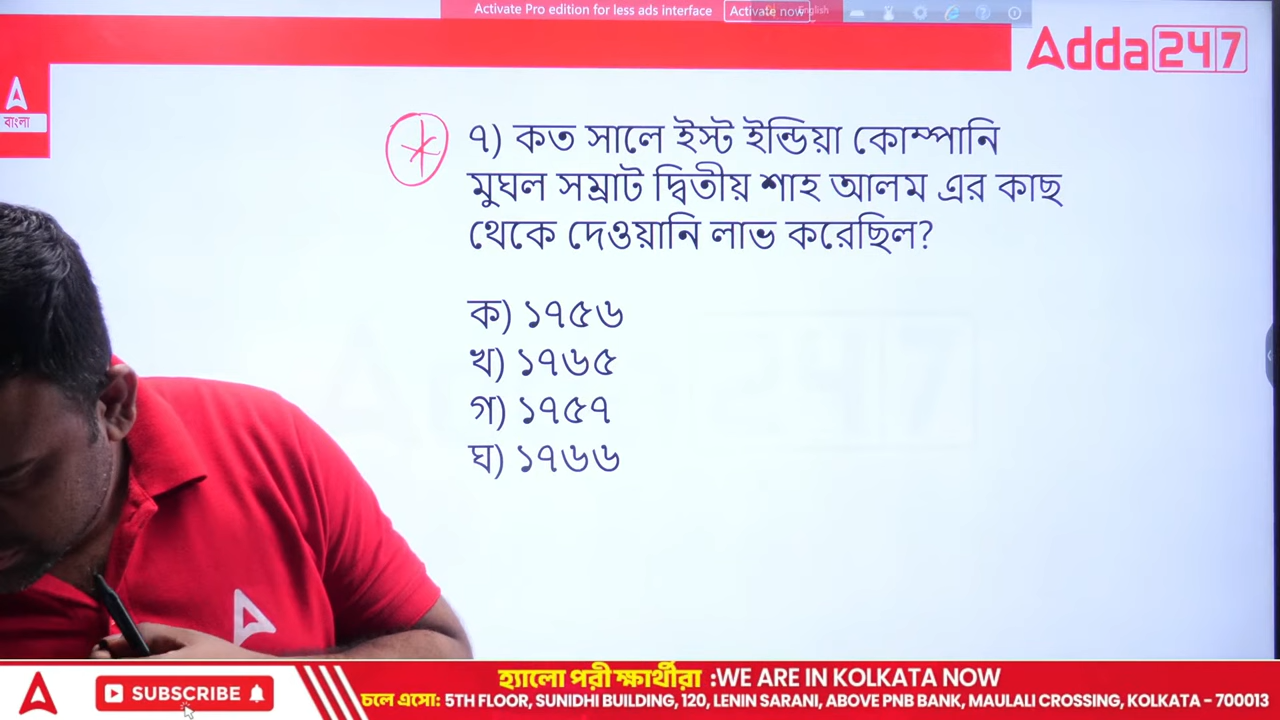 Activate Pro edition for less ads interface Activate now English
Adda247
বাংলা
৭) কত সালে ইস্ট ইন্ডিয়া কোম্পানি
মুঘল সম্রাট দ্বিতীয় শাহ আলম এর কাছ
থেকে দেওয়ানি লাভ করেছিল?
ক) ১৭৫৬
খ) ১৭৬৫
গ) ১৭৫৭
ঘ) ১৭৬৬
হ্যালো পরীক্ষার্থীরা :WE ARE IN KOLKATA NOW
SUBSCRIBE
চলে এসো: 5TH FLOOR, SUNIDHI BUILDING, 120, LENIN SARANI, ABOVE PNB BANK, MAULALI CROSSING, KOLKATA - 700013